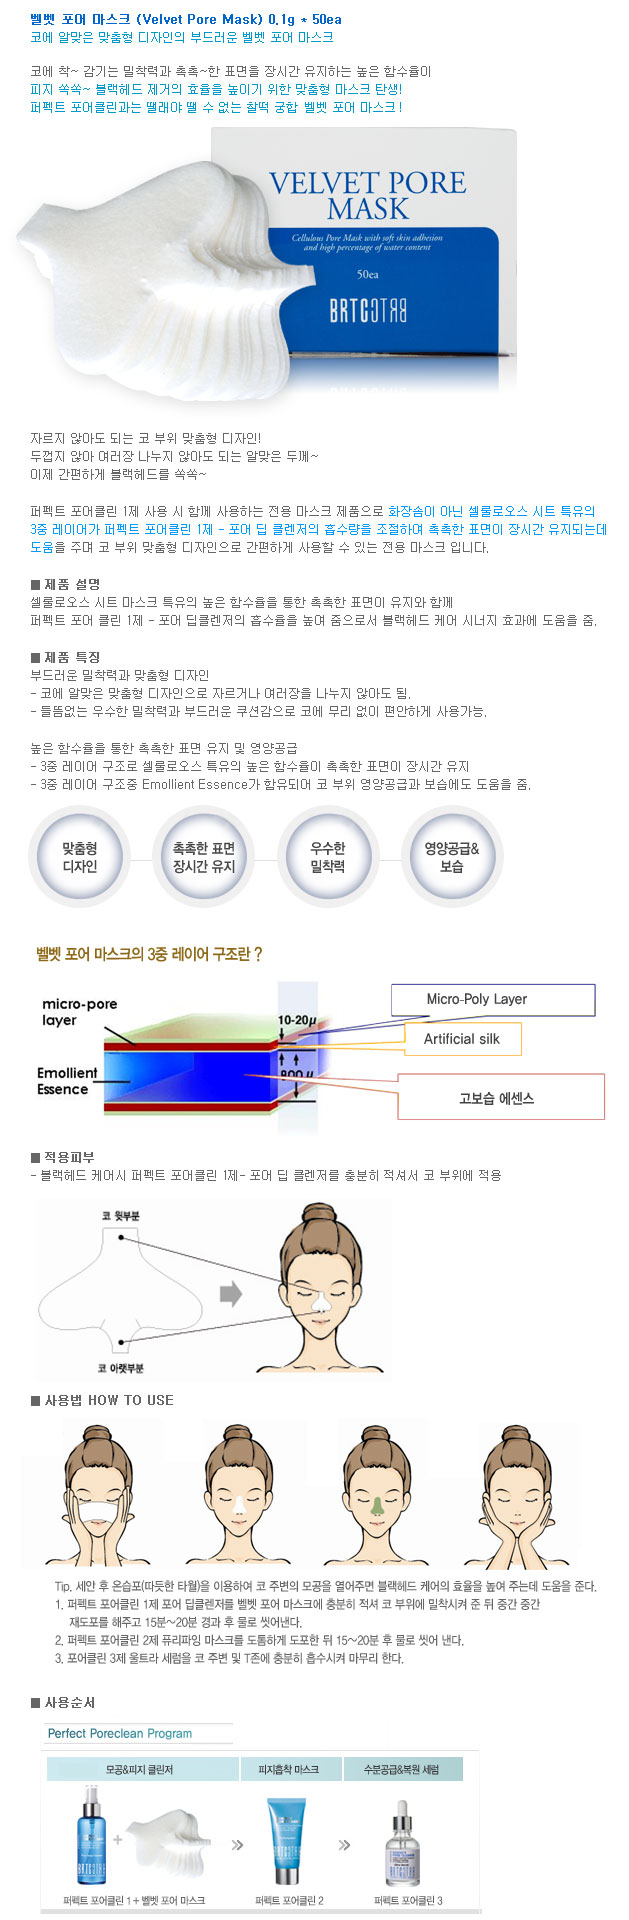 벨벳 포어 마스크 (Velvet Pore Mask) 0.1g * 50ea
코에 알맞은 맞춤형 디자인의 부드러운 벨벳 포어 마스크
코에 착~ 감기는 밀착력과 촉촉~한 표면을 장시간 유지하는 높은 함수율이
피지 쏙쏙~ 블랙헤드 제거의 효율을 높이기 위한 맞춤형 마스크 탄생!
퍼펙트 포어클린과는 땔래야 땔 수 없는 찰떡 궁합 벨벳 포어 마스크!
VELVET PORE
MASK
Cellulous Pore Mask with soft skin adhesion
and high percentage of water content
50ea
BRTC
자르지 않아도 되는 코 부위 맞춤형 디자인!
두껍지 않아 여러장 나누지 않아도 되는 알맞은 두께~
이제 간편하게 블랙헤드를 쏙쏙~
퍼펙트 포어클린 1제 사용 시 함께 사용하는 전용 마스크 제품으로 화장솜이 아닌 셀룰로오스 시트 특유의
3중 레이어가 퍼펙트 포어클린 1제 - 포어 딥 클렌저의 흡수량을 조절하여 촉촉한 표면이 장시간 유지되는데
도움을 주며 코 부위 맞춤형 디자인으로 간편하게 사용할 수 있는 전용 마스크 입니다.
■ 제품 설명
셀룰로오스 시트 마스크 특유의 높은 함수율을 통한 촉촉한 표면이 유지와 함께
퍼펙트 포어 클린 1제 - 포어 딥클렌저의 흡수율을 높여 줌으로서 블랙헤드 케어 시너지 효과에 도움을 줌.
■ 제품 특징
부드러운 밀착력과 맞춤형 디자인
- 코에 알맞은 맞춤형 디자인으로 자르거나 여러장을 나누지 않아도 됨.
- 들뜸없는 우수한 밀착력과 부드러운 쿠션감으로 코에 무리 없이 편안하게 사용가능.
높은 함수율을 통한 촉촉한 표면 유지 및 영양공급
- 3중 레이어 구조로 셀룰로오스 특유의 높은 함수율이 촉촉한 표면이 장시간 유지
- 3중 레이어 구조중 Emollient Essence가 함유되어 코 부위 영양공급과 보습에도 도움을 줌.
맞춤형
디자인
촉촉한 표면
장시간 유지
우수한
밀착력
영양공급&
보습
벨벳 포어 마스크의 3중 레이어 구조란 ?
micro-pore
layer
Emollient
Essence
10-20μ
800 μ
Micro-Poly Layer
Artificial silk
고보습 에센스
■ 적용피부
- 블랙헤드 케어시 퍼펙트 포어클린 1제- 포어 딥 클렌저를 충분히 적셔서 코 부위에 적용
코 윗부분
코 아랫부분
■ 사용법 HOW TO USE
Tip. 세안 후 온습포(따듯한 타월)을 이용하여 코 주변의 모공을 열어주면 블랙헤드 케어의 효율을 높여 주는데 도움을 준다.
1. 퍼펙트 포어클린 1제 포어 딥클렌저를 벨벳 포어 마스크에 충분히 적셔 코 부위에 밀착시켜 준 뒤 중간 중간
재도포를 해주고 15분~20분 경과 후 물로 씻어낸다.
2. 퍼펙트 포어클린 2제 퓨리파잉 마스크를 도톰하게 도포한 뒤 15~20분 후 물로 씻어 낸다.
3. 포어클린 3제 울트라 세럼을 코 주변 및 T존에 충분히 흡수시켜 마무리 한다.
■ 사용순서
Perfect Poreclean Program
모공&피지 클린저
피지흡착 마스크
수분공급&복원 세럼
BRTC
퍼펙트 포어클린 1 + 벨벳 포어 마스크
퍼펙트 포어클린 2
퍼펙트 포어클린 3